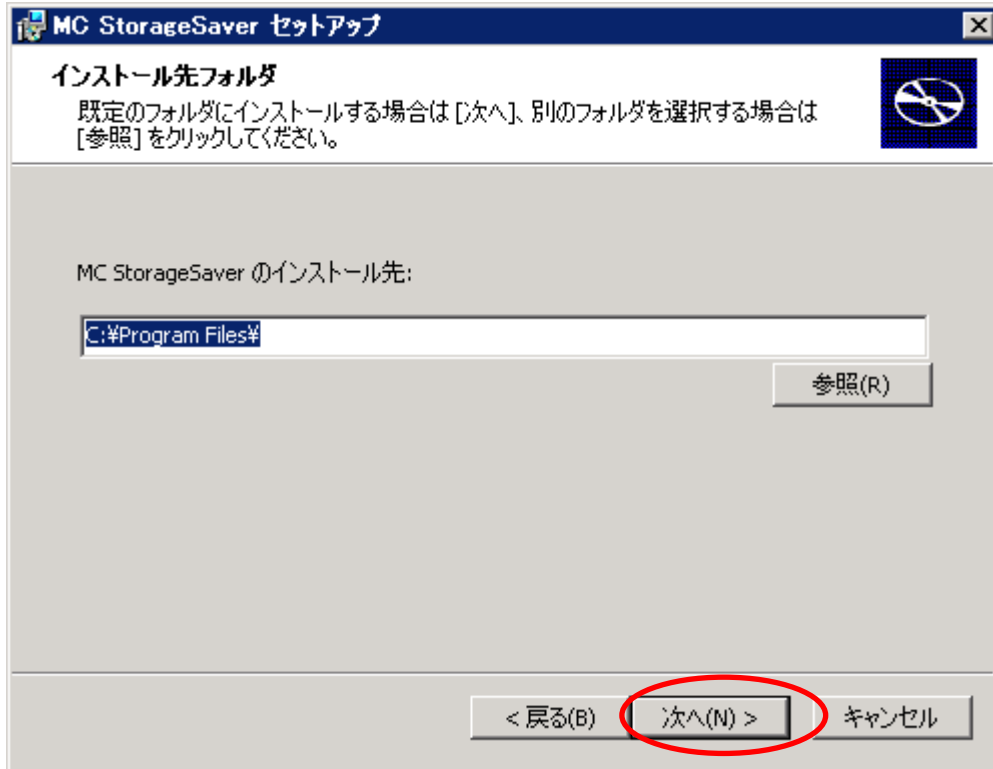 MC StorageSaver セットアップ
インストール先フォルダ
既定のフォルダにインストールする場合は [次へ]、別のフォルダを選択する場合は
[参照] をクリックしてください。
MC StorageSaver のインストール先:
C:¥Program Files¥
参照(R)
< 戻る(B)
次へ(N) >
キャンセル